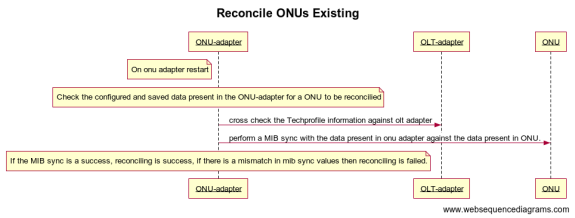 Reconcile ONUs Existing
ONU-adapter OLT-adapter ONU
On onu adapter restart
Check the configured and saved data present in the ONU-adapter for a ONU to be reconcilied
cross check the Techprofile information against olt adapter
perform a MIB sync with the data present in onu adapter against the data present in ONU.
If the MIB sync is a success, reconciling is success, if there is a mismatch in mib sync values then reconciling is failed.
ONU-adapter OLT-adapter ONU
www.websequencediagrams.com